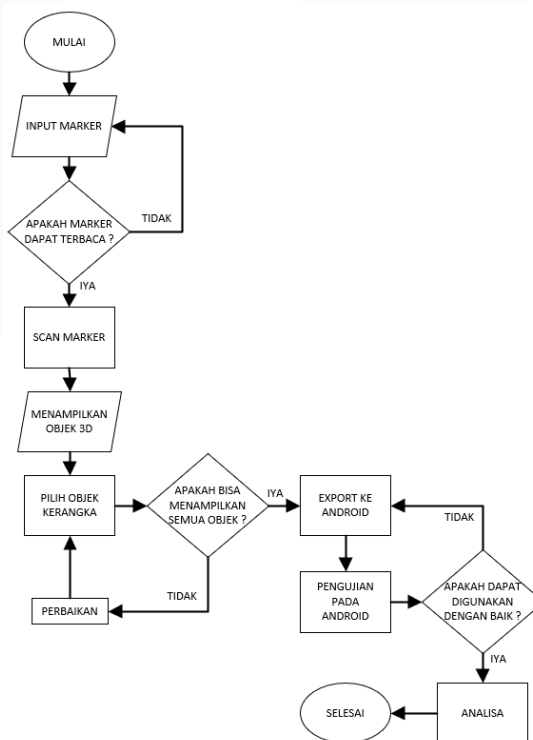 MULAI
INPUT MARKER
APAKAH MARKER
DAPAT TERBACA ?
TIDAK
IYA
SCAN MARKER
MENAMPILKAN
OBJEK 3D
PILIH OBJEK
KERANGKA
APAKAH BISA
MENAMPILKAN
SEMUA OBJEK ?
IYA
TIDAK
PERBAIKAN
EXPORT KE
ANDROID
PENGUJIAN
PADA
ANDROID
APAKAH DAPAT
DIGUNAKAN
DENGAN BAIK ?
TIDAK
IYA
ANALISA
SELESAI